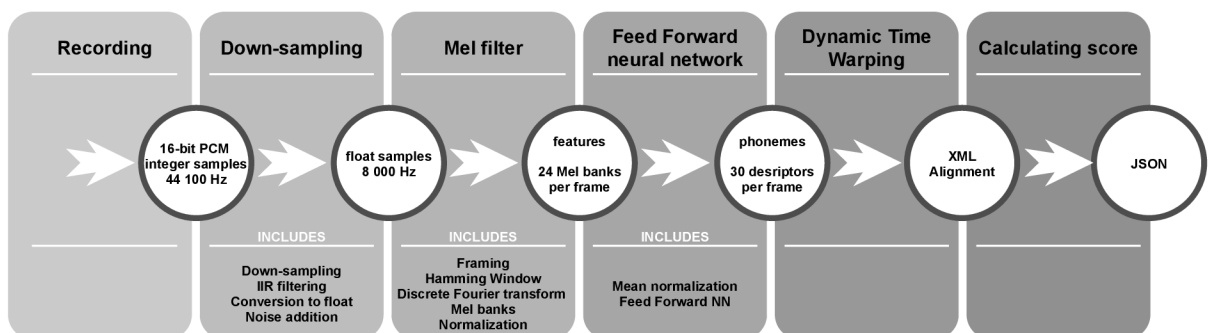 Recording
Down-sampling
Mel filter
Feed Forward
neural network
Dynamic Time
Warping
Calculating score
16-bit PCM
integer samples
44 100 Hz
float samples
8 000 Hz
features
24 Mel banks
per frame
phonemes
30 desriptors
per frame
XML
Alignment
JSON
INCLUDES
Down-sampling
IIR filtering
Conversion to float
Noise addition
INCLUDES
Framing
Hamming Window
Discrete Fourier transform
Mel banks
Normalization
INCLUDES
Mean normalization
Feed Forward NN